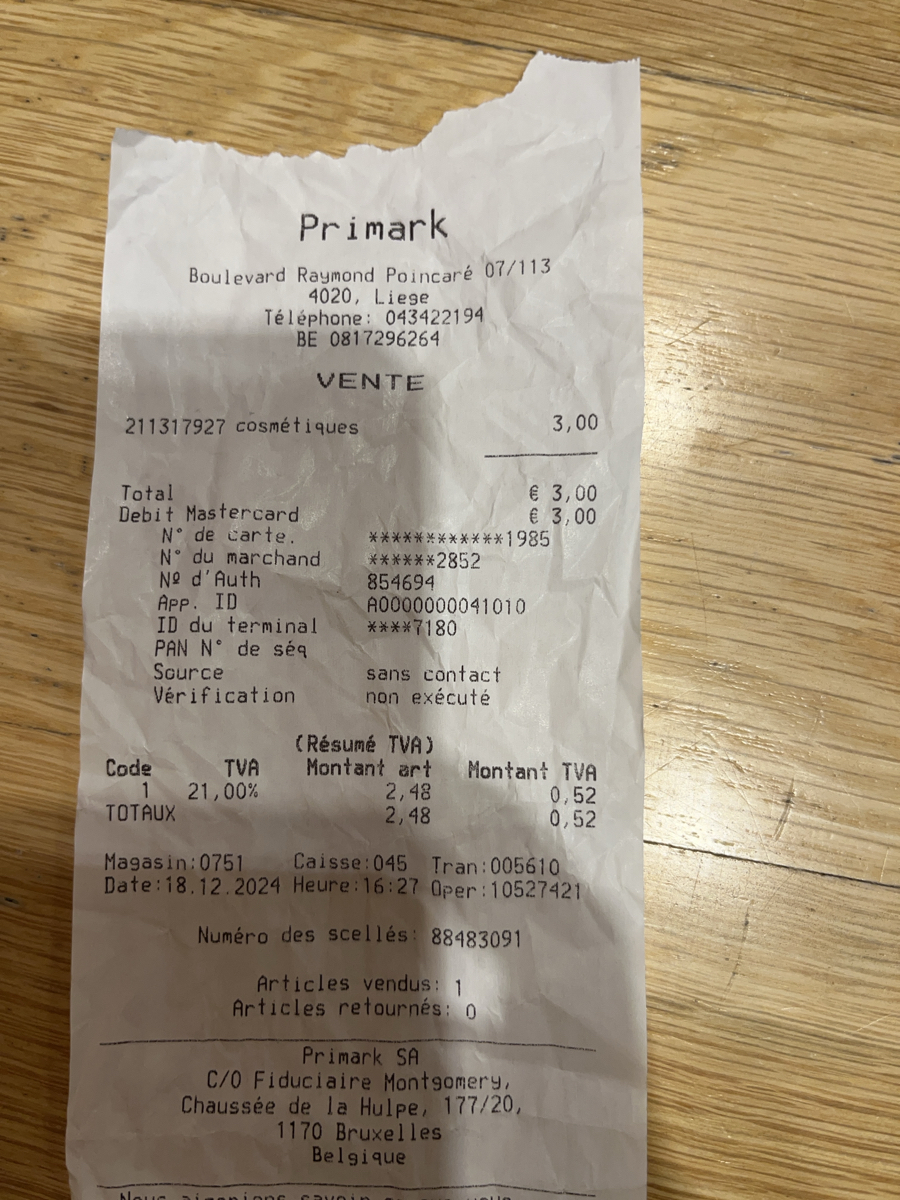 Primark
Boulevard Raymond Poincaré 07/113
4020, Liege
Téléphone: 043422194
BE 0817296264
VENTE
211317927 cosmétiques 3,00
Total € 3,00
Debit Mastercard € 3,00
N° de carte. ************1985
N° du marchand ******2852
Nº d'Auth 854694
App. ID A0000000041010
ID du terminal ****7180
PAN N° de séq
Source sans contact
Vérification non exécuté
(Résumé TVA)
Code TVA Montant art Montant TVA
1 21,00% 2,48 0,52
TOTAUX 2,48 0,52
Magasin:0751 Caisse:045 Tran:005610
Date:18.12.2024 Heure:16:27 Oper:10527421
Numéro des scellés: 88483091
Articles vendus: 1
Articles retournés: 0
Primark SA
C/O Fiduciaire Montgomery,
Chaussée de la Hulpe, 177/20,
1170 Bruxelles
Belgique
Nous aimerions savoir